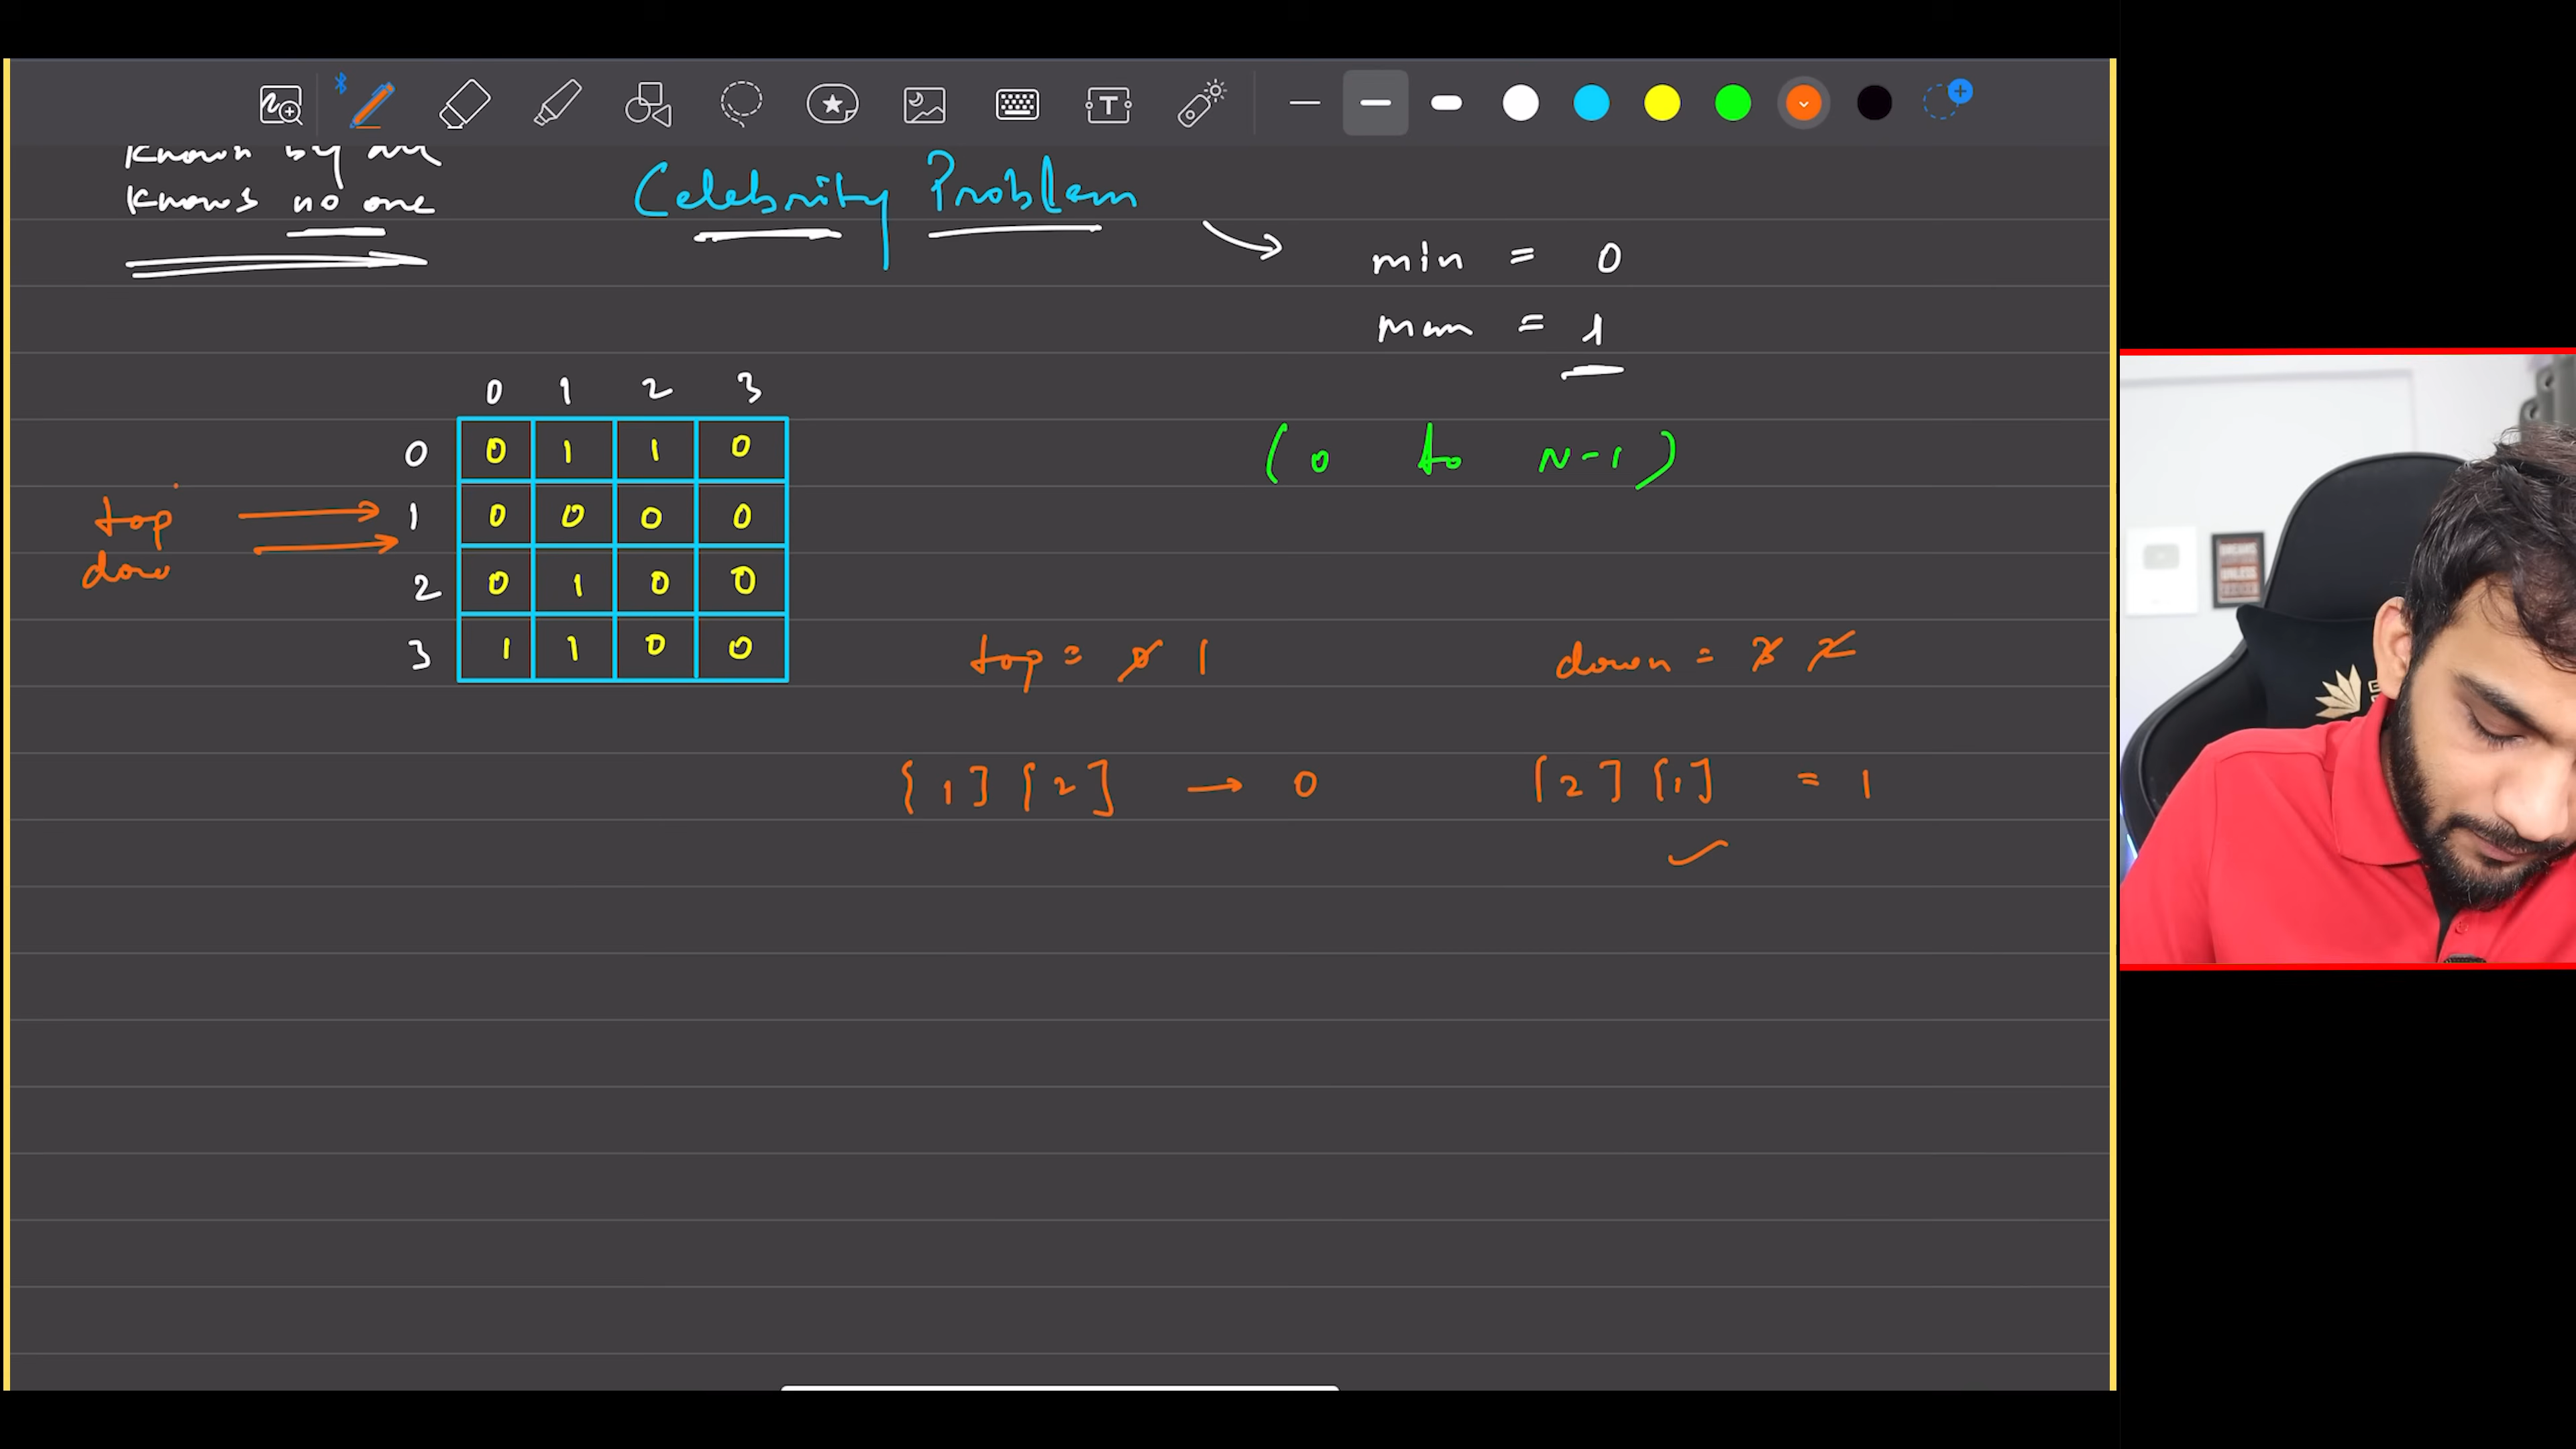 Known by all
Knows no one
Celebrity Problem
min = 0
max = 1
0 1 2 3
0 0 1 1 0
(0 to N-1)
top 1 0 0 0 0
down
2 0 1 0 0
3 1 1 0 0
top = 0 1
down = 3 2
[1][2] → 0
[2][1] = 1